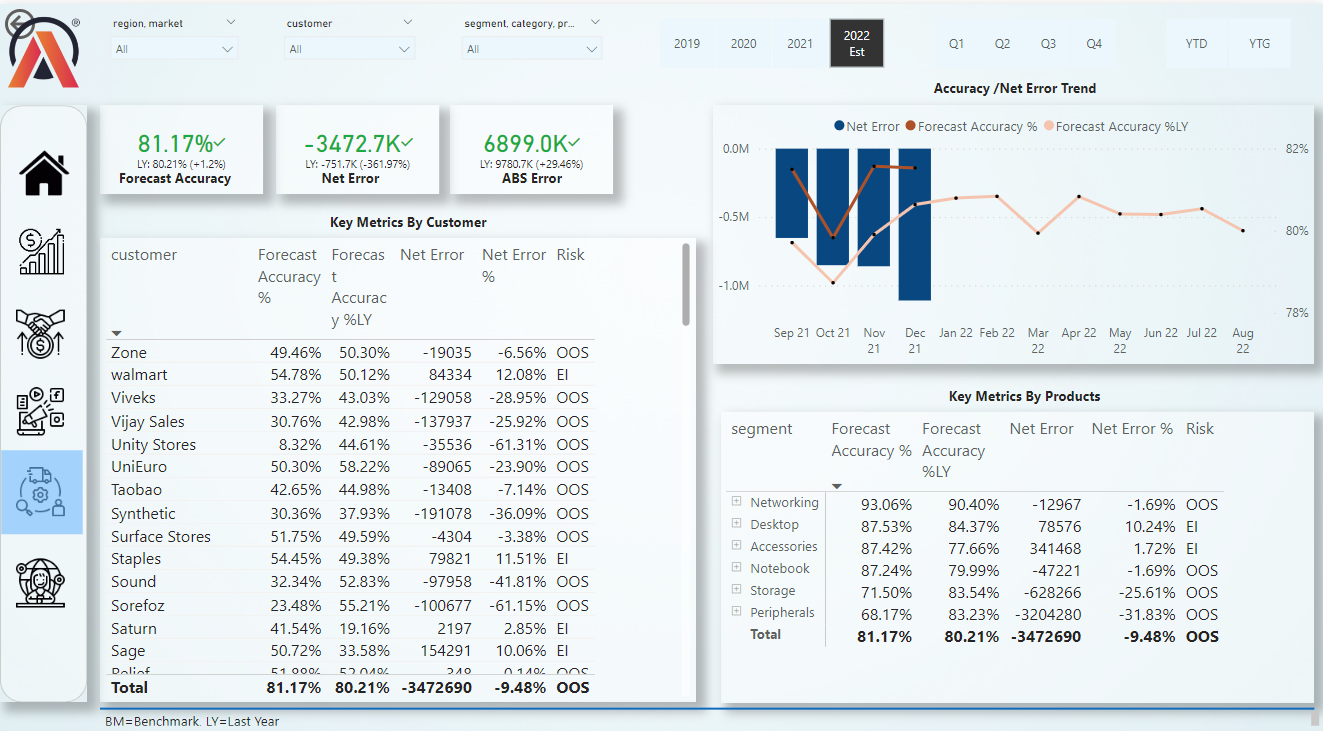 ®
region, market
customer
segment, category, pr...
All
All
All
2019
2020
2021
2022
Est
Q1
Q2
Q3
Q4
YTD
YTG
81.17%
LY: 80.21% (+1.2%)
Forecast Accuracy
-3472.7K
LY: -751.7K (-361.97%)
Net Error
6899.0K
LY: 9780.7K (+29.46%)
ABS Error
Accuracy /Net Error Trend
Net Error Forecast Accuracy % Forecast Accuracy %LY
0.0M
-0.5M
-1.0M
82%
80%
78%
Sep 21 Oct 21 Nov Dec Jan 22 Feb 22 Mar Apr 22 May Jun 22 Jul 22 Aug
21 21 22 22 22
Key Metrics By Customer
customer Forecast Forecas Net Error Net Error Risk
Accuracy t %
% Accurac
y %LY
Zone 49.46% 50.30% -19035 -6.56% OOS
walmart 54.78% 50.12% 84334 12.08% EI
Viveks 33.27% 43.03% -129058 -28.95% OOS
Vijay Sales 30.76% 42.98% -137937 -25.92% OOS
Unity Stores 8.32% 44.61% -35536 -61.31% OOS
UniEuro 50.30% 58.22% -89065 -23.90% OOS
Taobao 42.65% 44.98% -13408 -7.14% OOS
Synthetic 30.36% 37.93% -191078 -36.09% OOS
Surface Stores 51.75% 49.59% -4304 -3.38% OOS
Staples 54.45% 49.38% 79821 11.51% EI
Sound 32.34% 52.83% -97958 -41.81% OOS
Sorefoz 23.48% 55.21% -100677 -61.15% OOS
Saturn 41.54% 19.16% 2197 2.85% EI
Sage 50.72% 33.58% 154291 10.06% EI
Total 81.17% 80.21% -3472690 -9.48% OOS
Key Metrics By Products
segment Forecast Forecast Net Error Net Error % Risk
Accuracy % Accuracy
%LY
Networking 93.06% 90.40% -12967 -1.69% OOS
Desktop 87.53% 84.37% 78576 10.24% EI
Accessories 87.42% 77.66% 341468 1.72% EI
Notebook 87.24% 79.99% -47221 -1.69% OOS
Storage 71.50% 83.54% -628266 -25.61% OOS
Peripherals 68.17% 83.23% -3204280 -31.83% OOS
Total 81.17% 80.21% -3472690 -9.48% OOS
BM=Benchmark. LY=Last Year